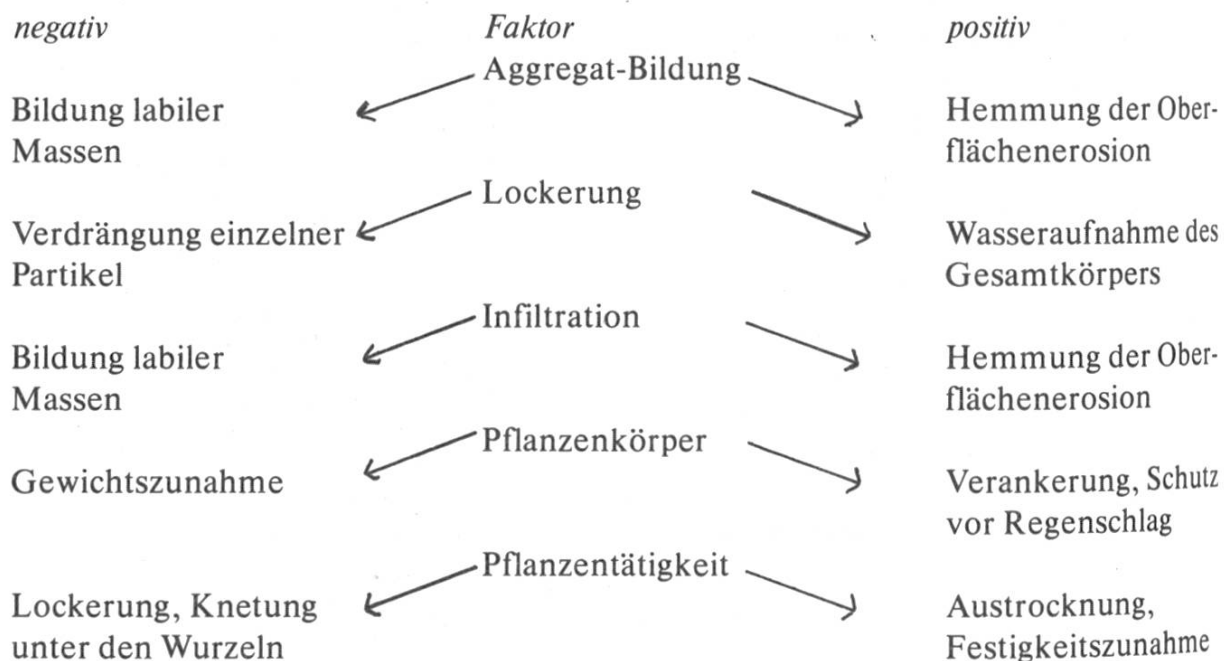 negativ Faktor positiv
Aggregat-Bildung
Bildung labiler Hemmung der Ober-
Massen flächenerosion
Lockerung
Verdrängung einzelner Wasseraufnahme des
Partikel Gesamtkörpers
Infiltration
Bildung labiler Hemmung der Ober-
Massen flächenerosion
Pflanzenkörper
Gewichtszunahme Verankerung, Schutz
vor Regenschlag
Pflanzentätigkeit
Lockerung, Knetung Austrocknung,
unter den Wurzeln Festigkeitszunahme